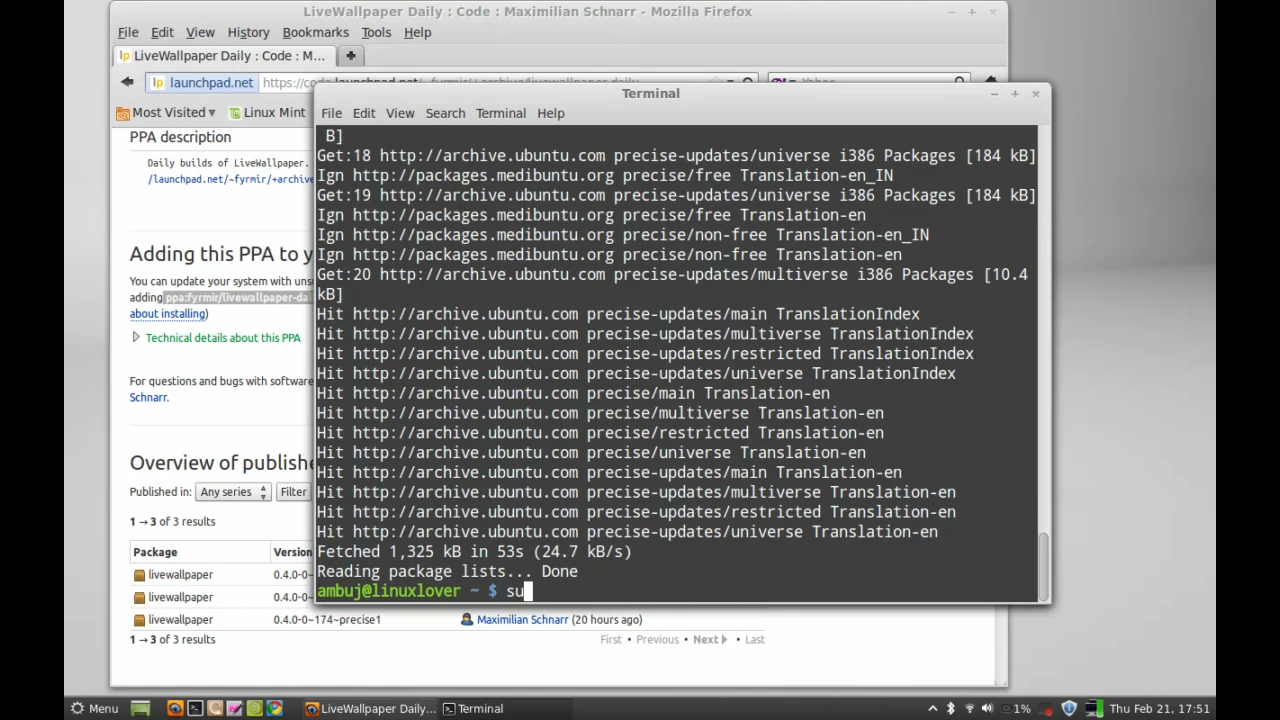 LiveWallpaper Daily : Code : Maximilian Schnarr - Mozilla Firefox
File Edit View History Bookmarks Tools Help
LiveWallpaper Daily : Code : M...
launchpad.net
Yahoo
Most Visited
Linux Mint
PPA description
Daily builds of LiveWallpaper.
/launchpad.net/~fyrmir/+archive
Adding this PPA to y
You can update your system with uns
adding ppa:fyrmir/livewallpaper-dai
about installing)
Technical details about this PPA
For questions and bugs with software
Schnarr.
Overview of publishe
Published in: Any series Filter
1 → 3 of 3 results
Package Version
livewallpaper 0.4.0-0~
livewallpaper 0.4.0-0~
livewallpaper 0.4.0-0~174~precise1 Maximilian Schnarr (20 hours ago)
1 → 3 of 3 results First • Previous • Next • Last
Terminal
File Edit View Search Terminal Help
B]
Get:18 http://archive.ubuntu.com precise-updates/universe i386 Packages [184 kB]
Ign http://packages.medibuntu.org precise/free Translation-en_IN
Get:19 http://archive.ubuntu.com precise-updates/universe i386 Packages [184 kB]
Ign http://packages.medibuntu.org precise/free Translation-en
Ign http://packages.medibuntu.org precise/non-free Translation-en_IN
Ign http://packages.medibuntu.org precise/non-free Translation-en
Get:20 http://archive.ubuntu.com precise-updates/multiverse i386 Packages [10.4
kB]
Hit http://archive.ubuntu.com precise-updates/main TranslationIndex
Hit http://archive.ubuntu.com precise-updates/multiverse TranslationIndex
Hit http://archive.ubuntu.com precise-updates/restricted TranslationIndex
Hit http://archive.ubuntu.com precise-updates/universe TranslationIndex
Hit http://archive.ubuntu.com precise/main Translation-en
Hit http://archive.ubuntu.com precise/multiverse Translation-en
Hit http://archive.ubuntu.com precise/restricted Translation-en
Hit http://archive.ubuntu.com precise/universe Translation-en
Hit http://archive.ubuntu.com precise-updates/main Translation-en
Hit http://archive.ubuntu.com precise-updates/multiverse Translation-en
Hit http://archive.ubuntu.com precise-updates/restricted Translation-en
Hit http://archive.ubuntu.com precise-updates/universe Translation-en
Fetched 1,325 kB in 53s (24.7 kB/s)
Reading package lists... Done
ambuj@linuxlover ~ $ su
Menu LiveWallpaper Daily... Terminal 1% Thu Feb 21, 17:51